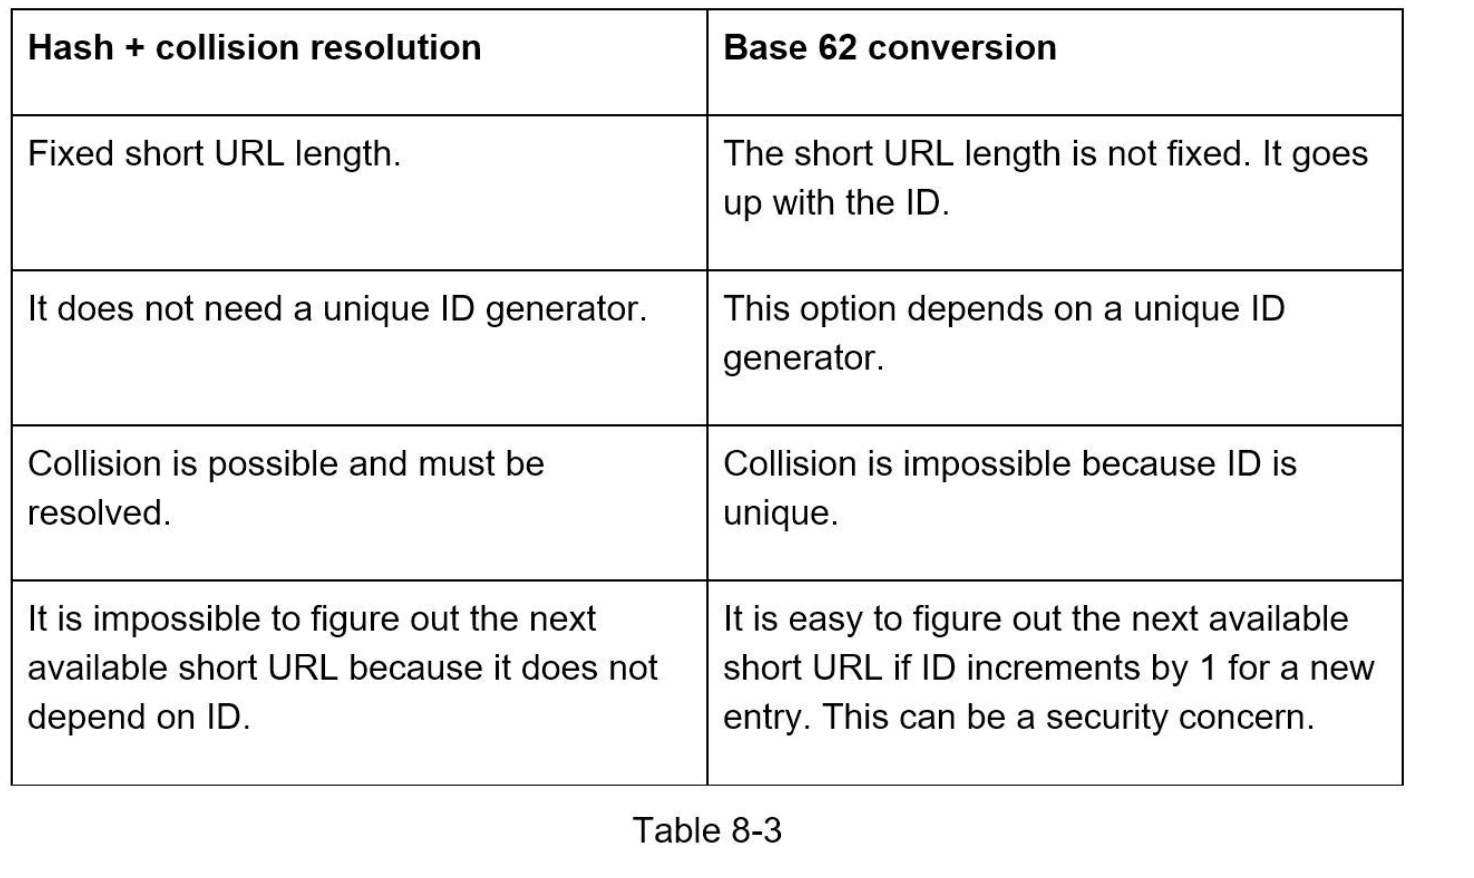 Hash + collision resolution
Base 62 conversion
Fixed short URL length.
The short URL length is not fixed. It goes
up with the ID.
It does not need a unique ID generator.
This option depends on a unique ID
generator.
Collision is possible and must be
resolved.
Collision is impossible because ID is
unique.
It is impossible to figure out the next
available short URL because it does not
depend on ID.
It is easy to figure out the next available
short URL if ID increments by 1 for a new
entry. This can be a security concern.
Table 8-3